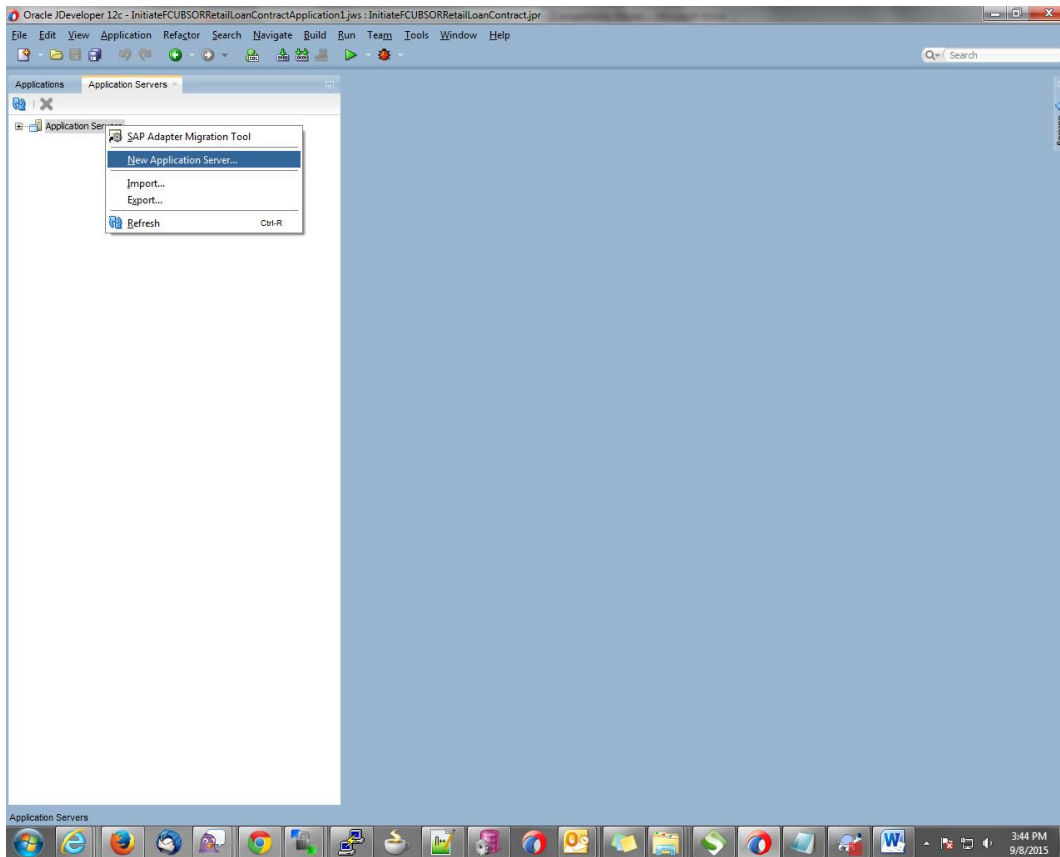 Oracle JDeveloper 12c - InitiateFCUBSORRetailLoanContractApplication1.jws : InitiateFCUBSORRetailLoanContract.jpr
File Edit View Application Refactor Search Navigate Build Run Team Tools Window Help
Search
Applications Application Servers
Application Servers
SAP Adapter Migration Tool
New Application Server...
Import...
Export...
Refresh Ctrl-R
Application Servers
3:44 PM
9/8/2015